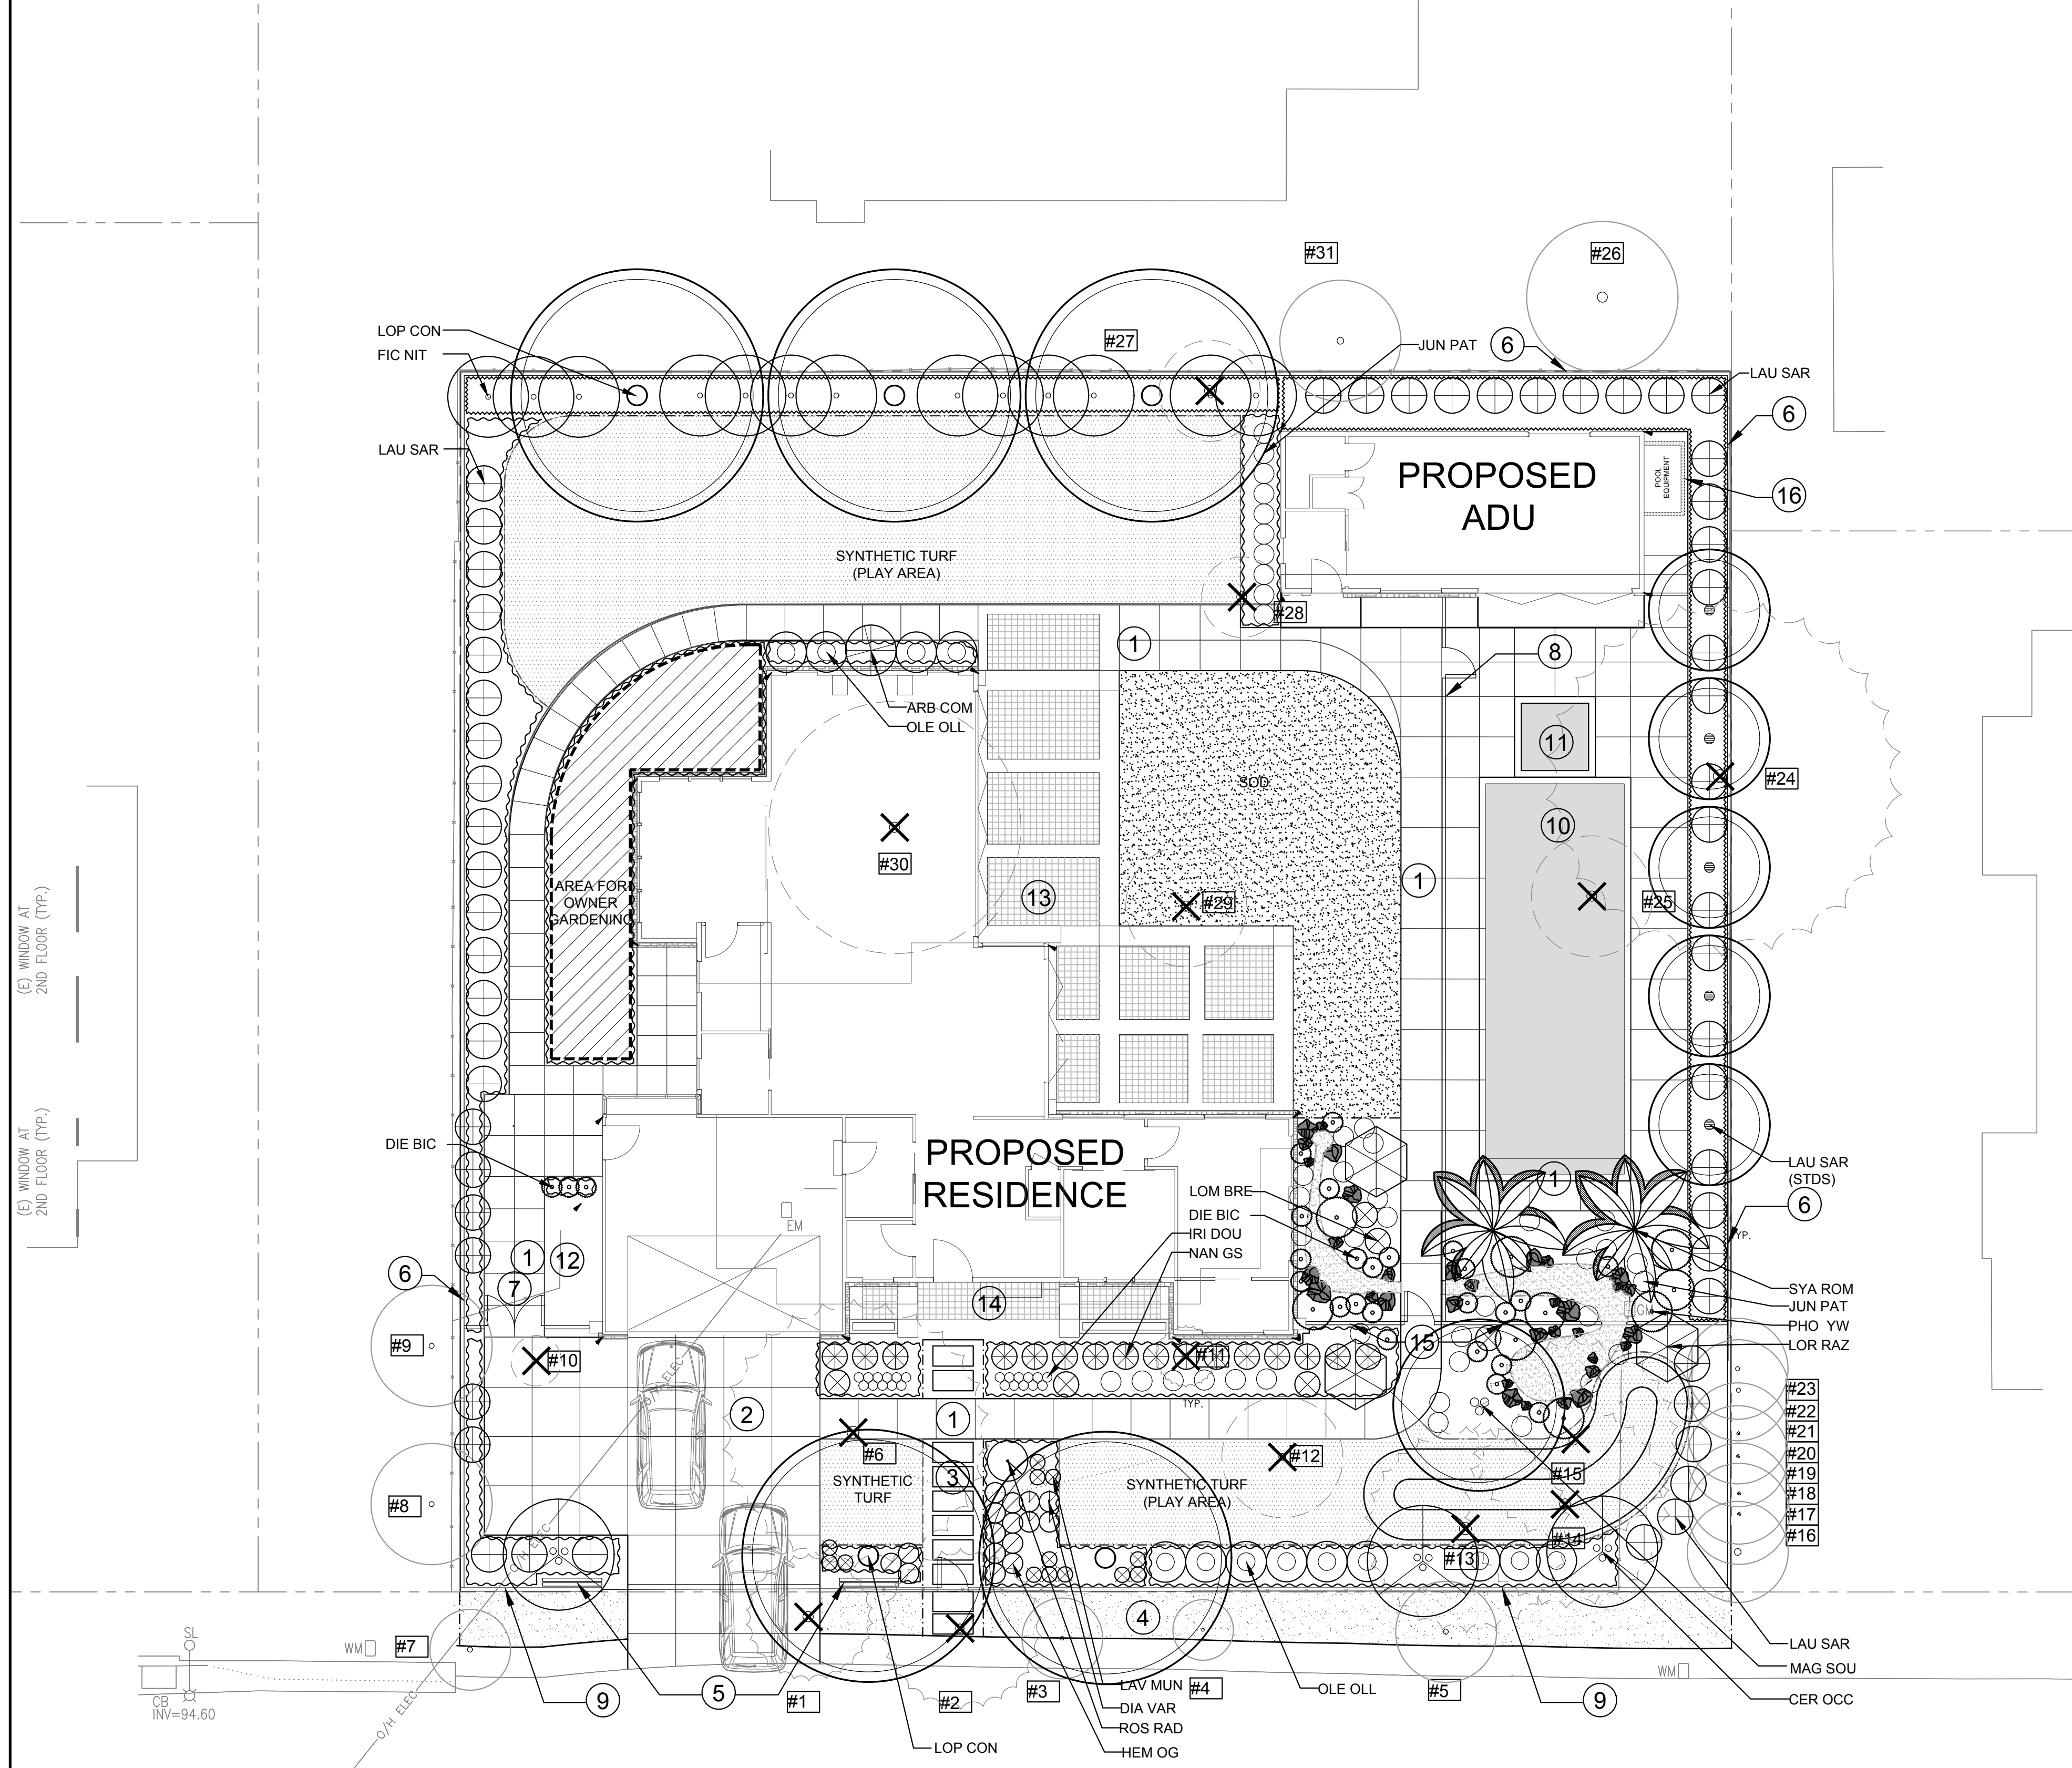 #31
#26
#27
LOP CON
FIC NIT
JUN PAT
6
LAU SAR
6
LAU SAR
PROPOSED
ADU
POOL
EQUIPMENT
16
SYNTHETIC TURF
(PLAY AREA)
#28
1
8
ARB COM
OLE OLL
11
#24
SOD
10
#30
1
AREA FOR
OWNER
GARDENING
13
#29
#25
(E) WINDOW AT
2ND FLOOR (TYP.)
(E) WINDOW AT
2ND FLOOR (TYP.)
DIE BIC
PROPOSED
RESIDENCE
LOM BRE
DIE BIC
IRI DOU
NAN GS
1
LAU SAR
(STDS)
6
TYP.
EM
1
12
6
7
14
SYA ROM
JUN PAT
GM
PHO YW
LOR RAZ
15
#9
#10
#11
U/G ELEC
2
TYP.
1
#23
#22
#21
#20
#19
#18
#17
#16
#6
#12
3
#15
SYNTHETIC
TURF
SYNTHETIC TURF
(PLAY AREA)
#8
#14
#13
O/H ELEC
4
SL
WM
#7
LAU SAR
WM
MAG SOU
CB
INV=94.60
9
5
#1
#2
#3
LAV MUN
#4
OLE OLL
#5
9
CER OCC
DIA VAR
O/H ELEC
ROS RAD
LOP CON
HEM OG